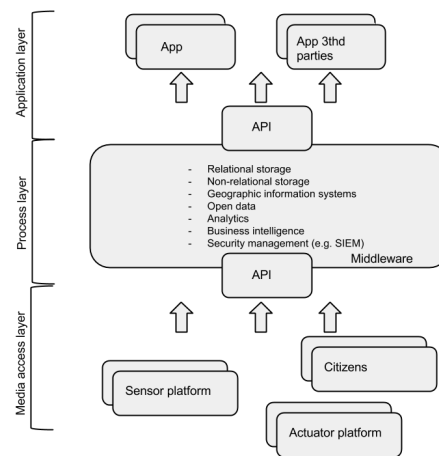 Application layer
App
App 3thd
parties
API
Process layer
- Relational storage
- Non-relational storage
- Geographic information systems
- Open data
- Analytics
- Business intelligence
- Security management (e.g. SIEM)
Middleware
API
Media access layer
Sensor platform
Citizens
Actuator platform